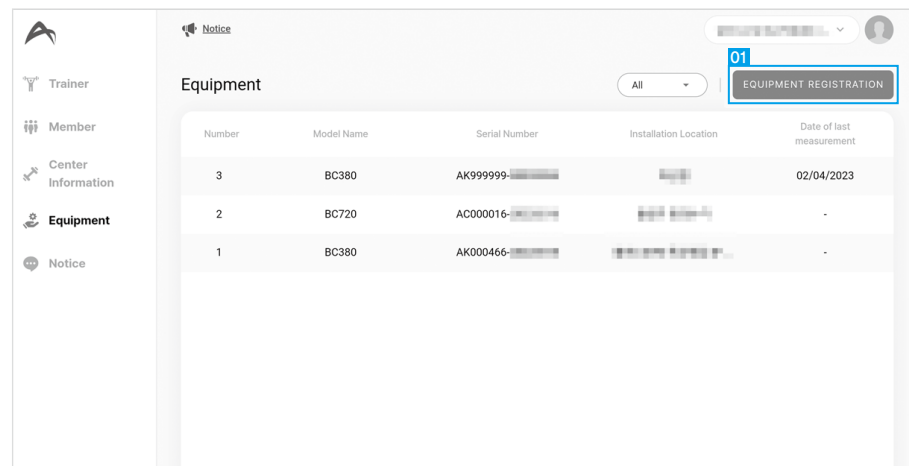 Notice
01
Trainer
Equipment
All
EQUIPMENT REGISTRATION
Member
Number
Model Name
Serial Number
Installation Location
Date of last
measurement
Center
Information
3
BC380
AK999999-
02/04/2023
Equipment
2
BC720
AC000016-
-
1
BC380
AK000466-
-
Notice